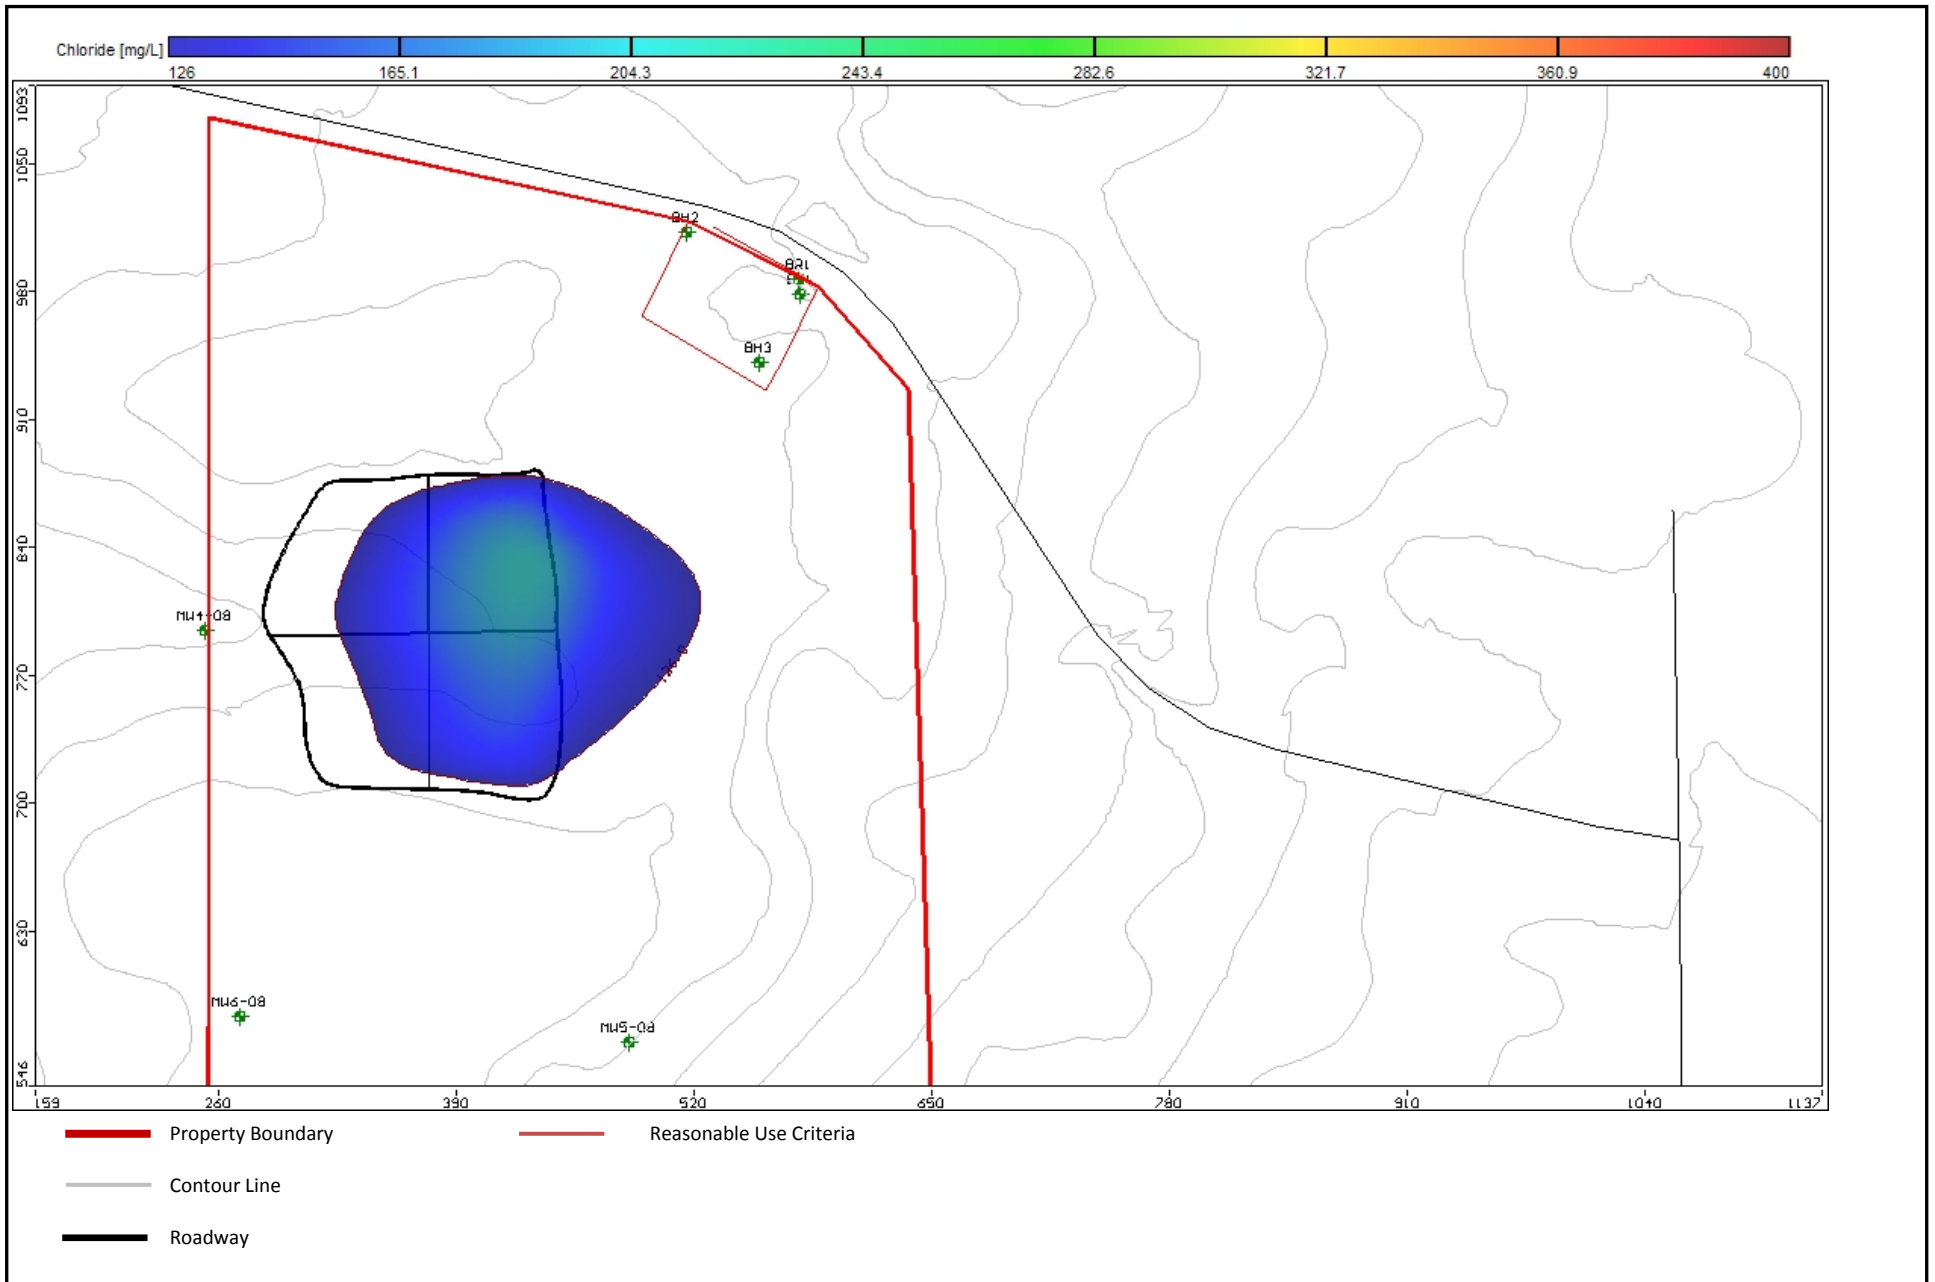 Chloride [mg/L]
126 165.1 204.3 243.4 282.6 321.7 360.9 400
1093
1050
980
910
840
770
700
630
546
BH2
BR1
BH3
MW4-08
MW6-08
MW5-08
159 260 390 520 650 780 910 1040 1137
Property Boundary Reasonable Use Criteria
Contour Line
Roadway